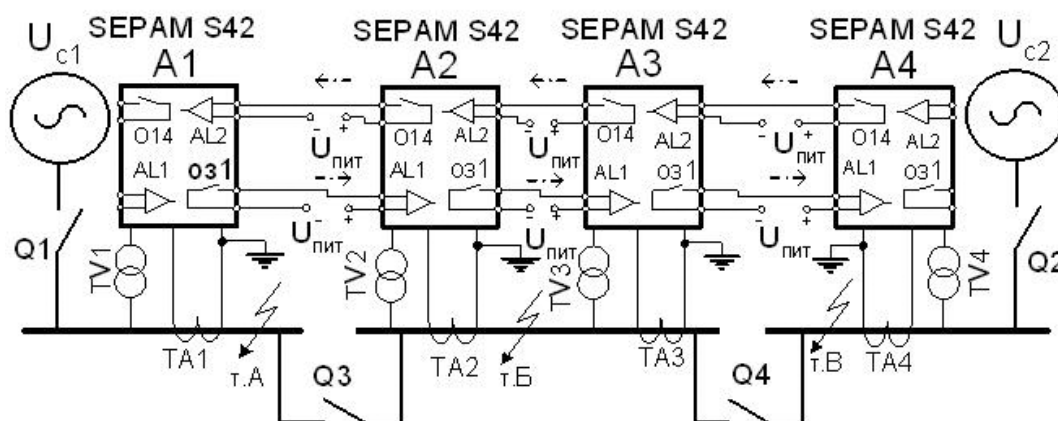 SEPAM S42 SEPAM S42 SEPAM S42 SEPAM S42
Uс1 A1 A2 A3 A4 Uс2
O14 AL2 O14 AL2 O14 AL2 O14 AL2
- + - + - +
Uпит Uпит Uпит
AL1 O31 AL1 O31 AL1 O31 AL1 O31
- + - + - +
Uпит Uпит Uпит
Q1 TV1 TV2 TV3 TV4 Q2
TA1 TA2 TA3 TA4
т.А т.Б т.В
Q3 Q4